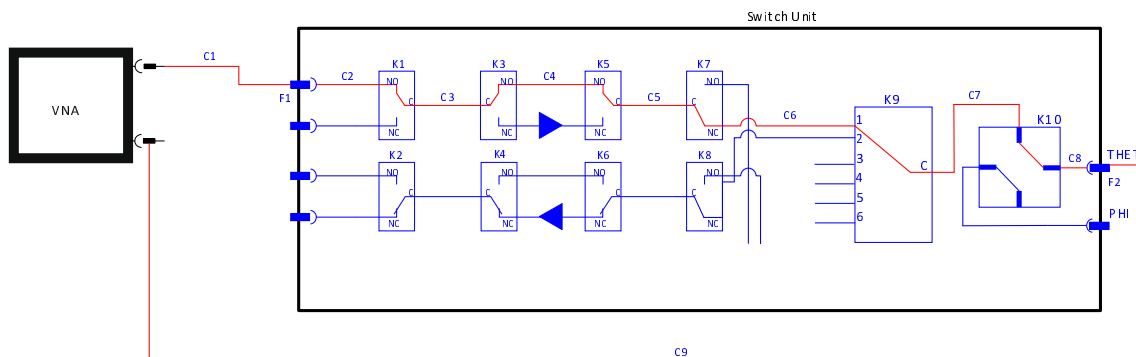 Switch Unit
C1
VNA
F1
C2
K1
NO
C
NC
C3
K3
NO
C
NC
C4
K5
NO
C
NC
C5
K7
NO
C
NC
C6
K2
NO
C
NC
K4
NO
C
NC
K6
NO
C
NC
K8
NO
C
NC
K9
1
2
3
4
5
6
C
C7
K10
C8
THET
F2
PHI
C9